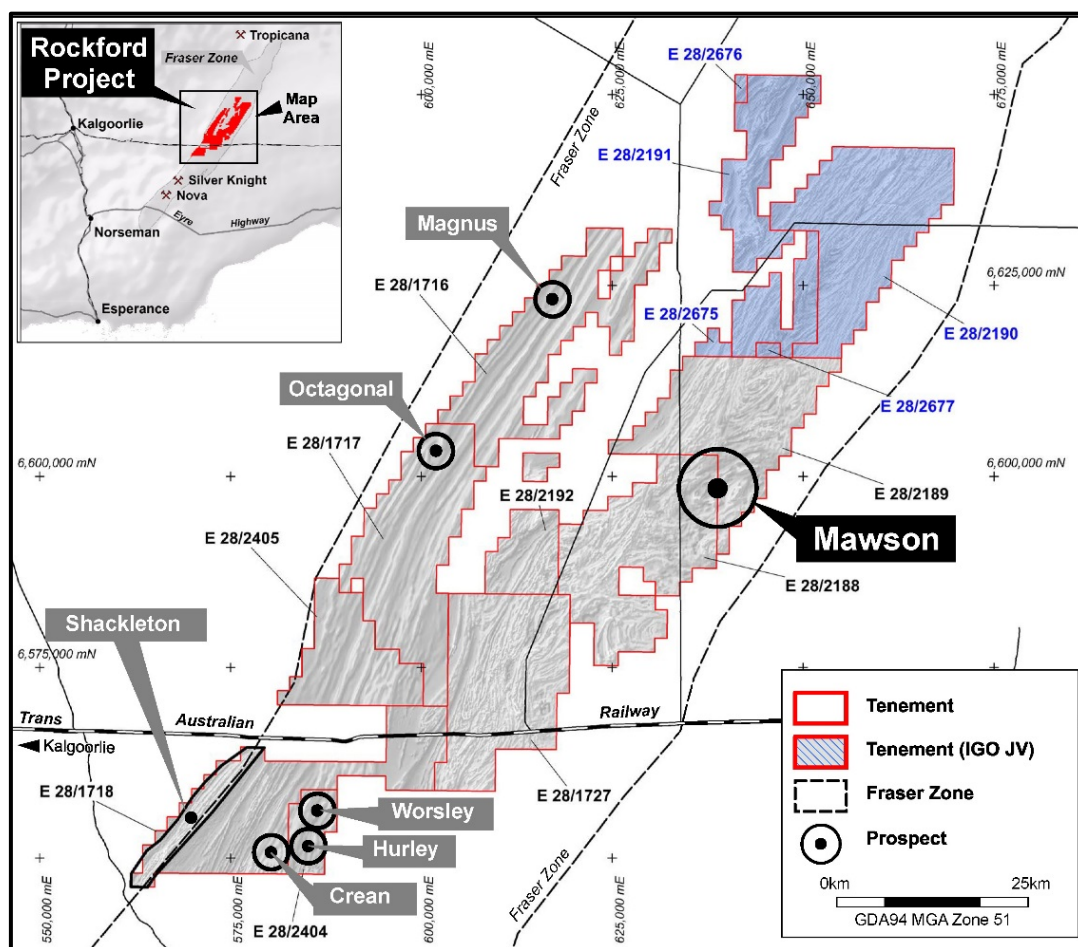 Rockford
Project
Tropicana
Fraser Zone
Map
Area
Kalgoorlie
Silver Knight
Nova
Eyre
Highway
Norseman
Esperance
600,000 mE
625,000 mE
650,000 mE
675,000 mE
E 28/2676
Fraser Zone
E 28/2191
Magnus
E 28/1716
6,625,000 mN
E 28/2675
E 28/2190
Octagonal
E 28/2677
E 28/1717
6,600,000 mN
6,600,000 mN
E 28/2192
E 28/2189
E 28/2405
Mawson
E 28/2188
Shackleton
6,575,000 mN
Trans
Australian
Railway
Kalgoorlie
E 28/1718
E 28/1727
Worsley
Hurley
Crean
E 28/2404
Fraser Zone
550,000 mE
575,000 mE
600,000 mE
625,000 mE
Tenement
Tenement (IGO JV)
Fraser Zone
Prospect
0km
25km
GDA94 MGA Zone 51